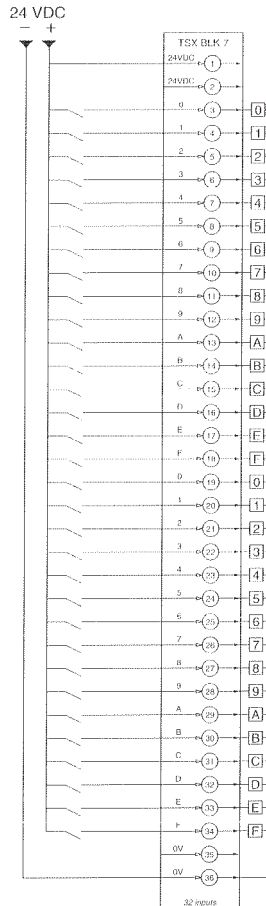 24 VDC
− +
TSX BLK 7
24VDC 1
24VDC 2
0 3 0
1 4 1
2 5 2
3 6 3
4 7 4
5 8 5
6 9 6
7 10 7
8 11 8
9 12 9
A 13 A
B 14 B
C 15 C
D 16 D
E 17 E
F 18 F
0 19 0
1 20 1
2 21 2
3 22 3
4 23 4
5 24 5
6 25 6
7 26 7
8 27 8
9 28 9
A 29 A
B 30 B
C 31 C
D 32 D
E 33 E
F 34 F
0V 35
0V 36
32 inputs